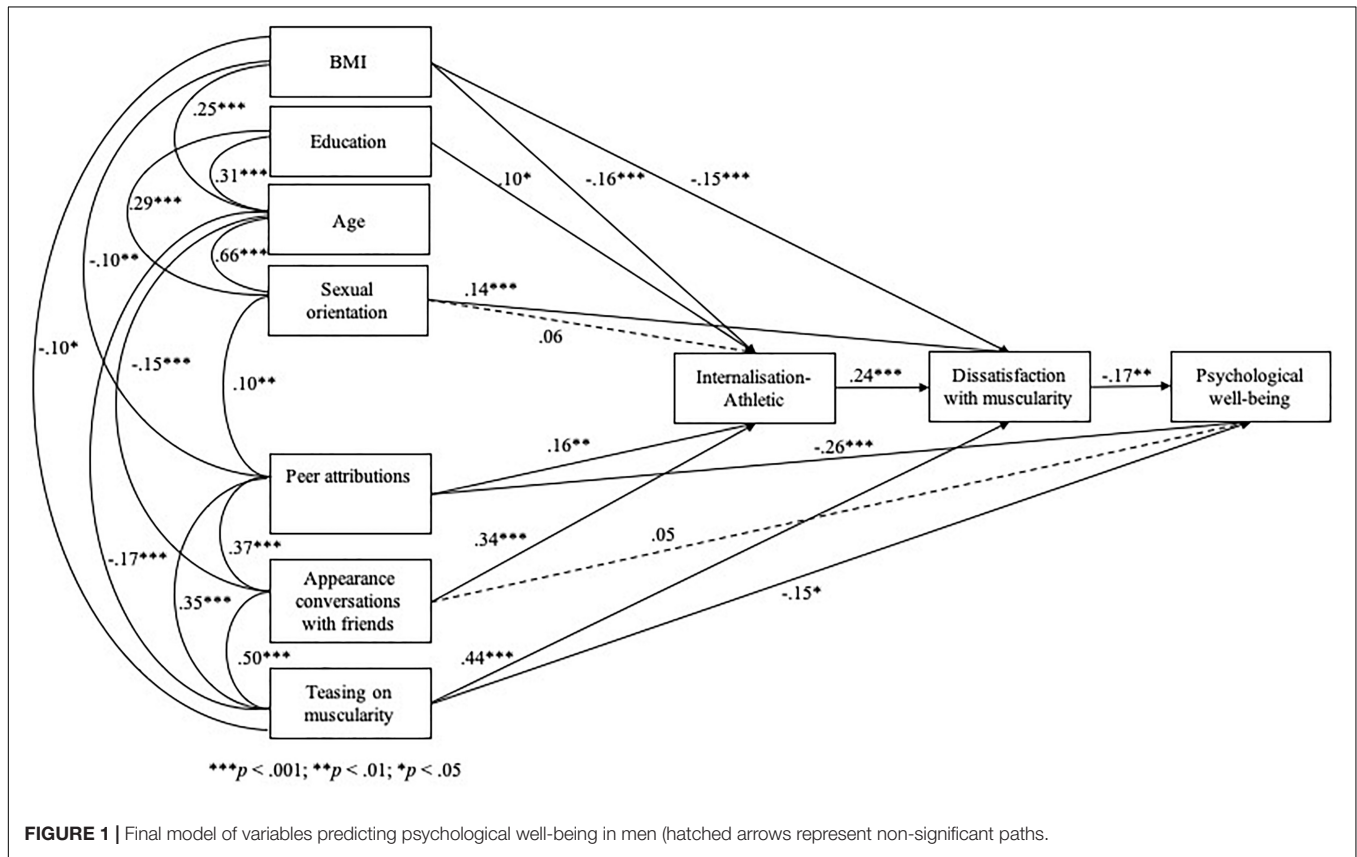 BMI
.25***
Education
.10*
-.16***
-.15***
.31***
.29***
Age
.66***
-.10**
Sexual
orientation
.14***
.06
-.10*
-.15***
.10**
Internalisation-
Athletic
.24***
Dissatisfaction
with muscularity
-.17**
Psychological
well-being
Peer attributions
.16**
-.26***
.34***
.05
-.17***
.37***
Appearance
conversations
with friends
.35***
-.15*
.50***
.44***
Teasing on
muscularity
***p < .001; **p < .01; *p < .05
FIGURE 1 | Final model of variables predicting psychological well-being in men (hatched arrows represent non-significant paths.